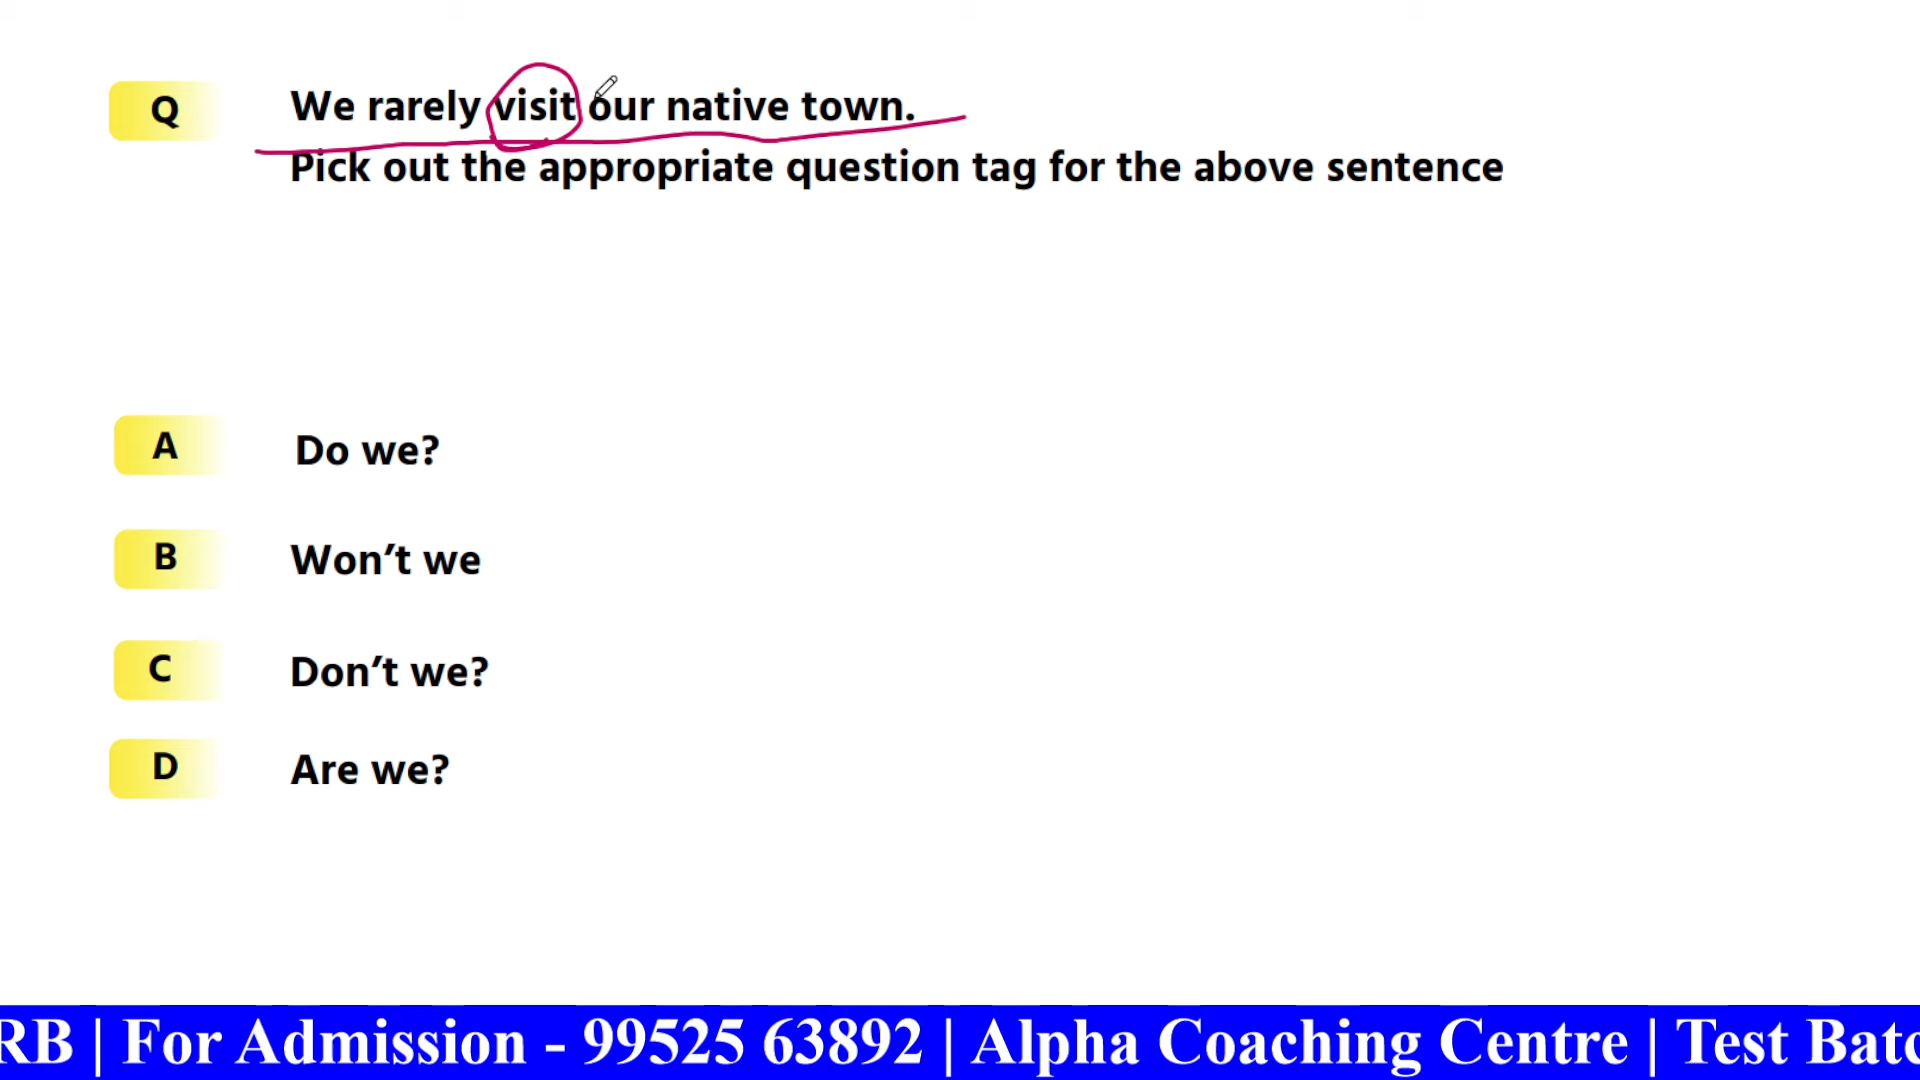 Q We rarely visit our native town.
Pick out the appropriate question tag for the above sentence
A Do we?
B Won’t we
C Don’t we?
D Are we?
RB | For Admission - 99525 63892 | Alpha Coaching Centre | Test Batc